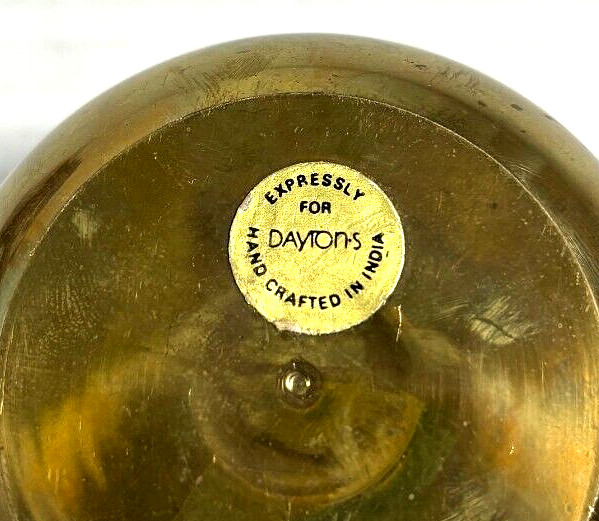 EXPRESSLY
FOR
DAYTON·S
HAND CRAFTED IN INDIA